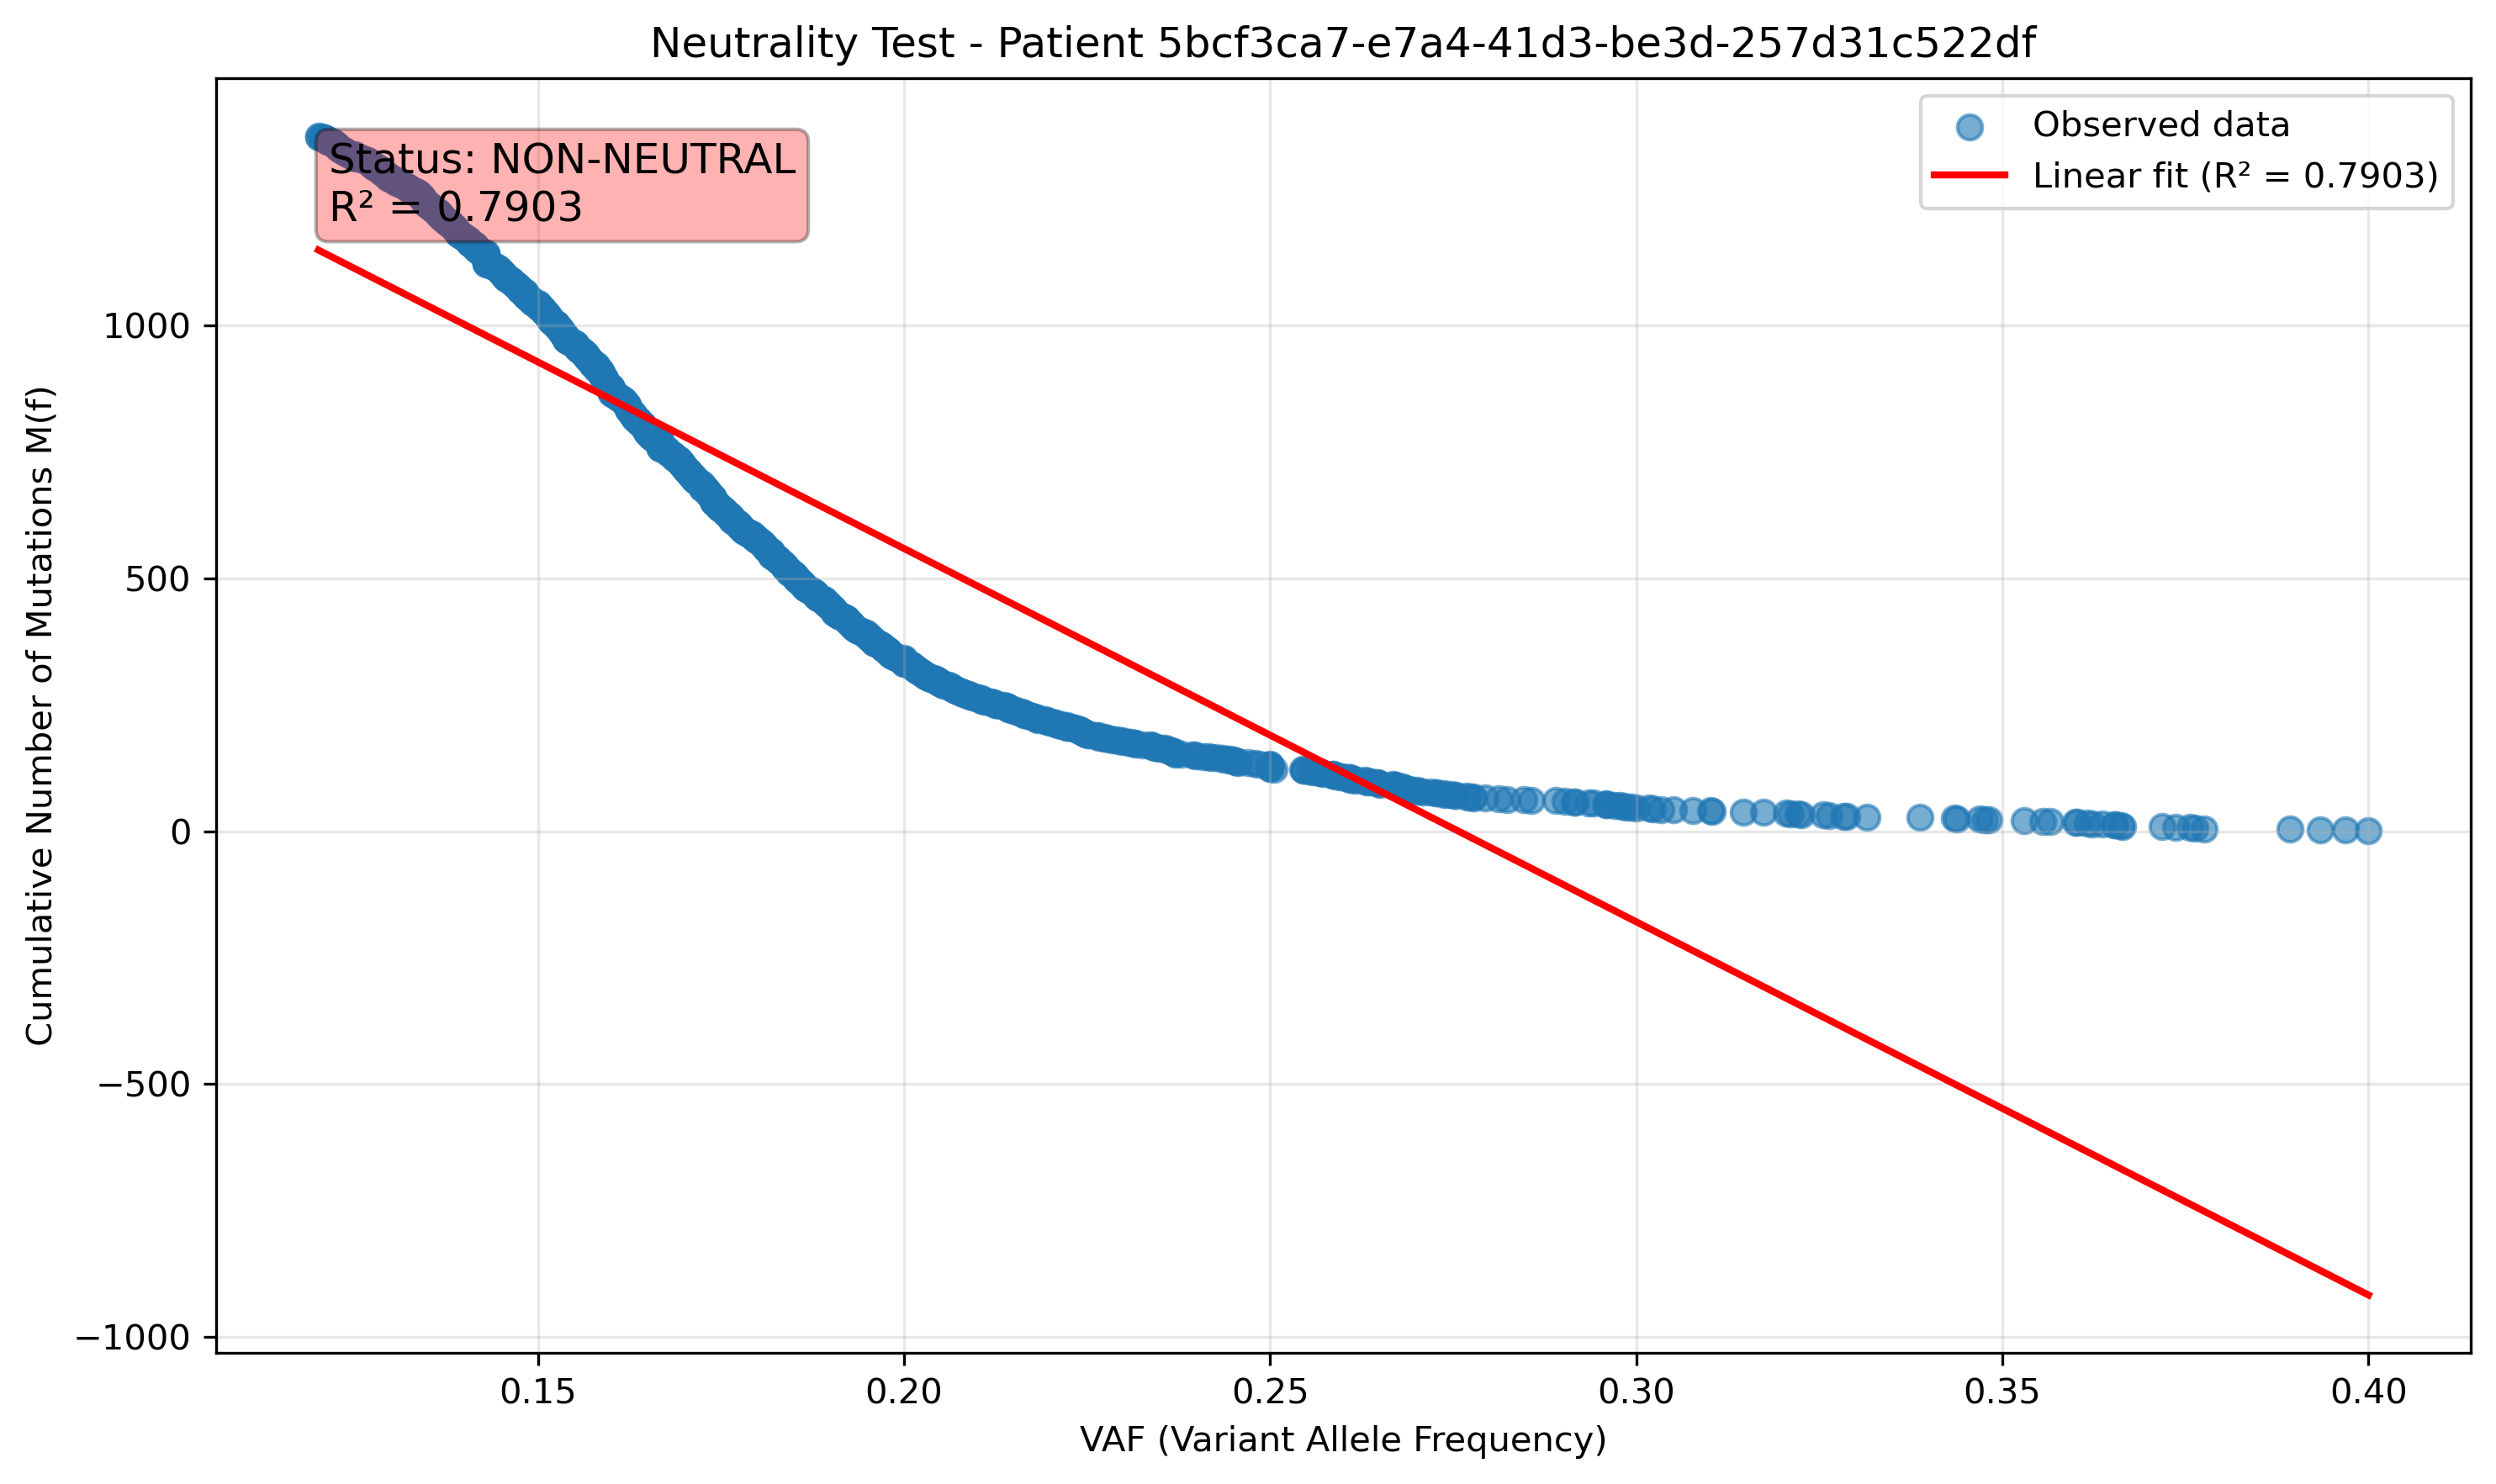 Neutrality Test - Patient 5bcf3ca7-e7a4-41d3-be3d-257d31c522df
Status: NON-NEUTRAL
R² = 0.7903
Observed data
Linear fit (R² = 0.7903)
Cumulative Number of Mutations M(f)
1000
500
0
−500
−1000
0.15
0.20
0.25
0.30
0.35
0.40
VAF (Variant Allele Frequency)